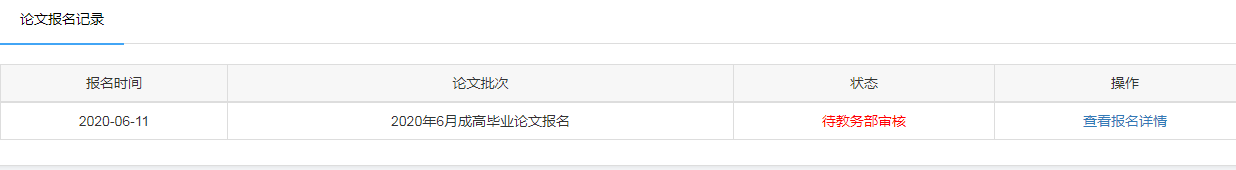 论文报名记录
报名时间 论文批次 状态 操作
2020-06-11 2020年6月成高毕业论文报名 待教务部审核 查看报名详情